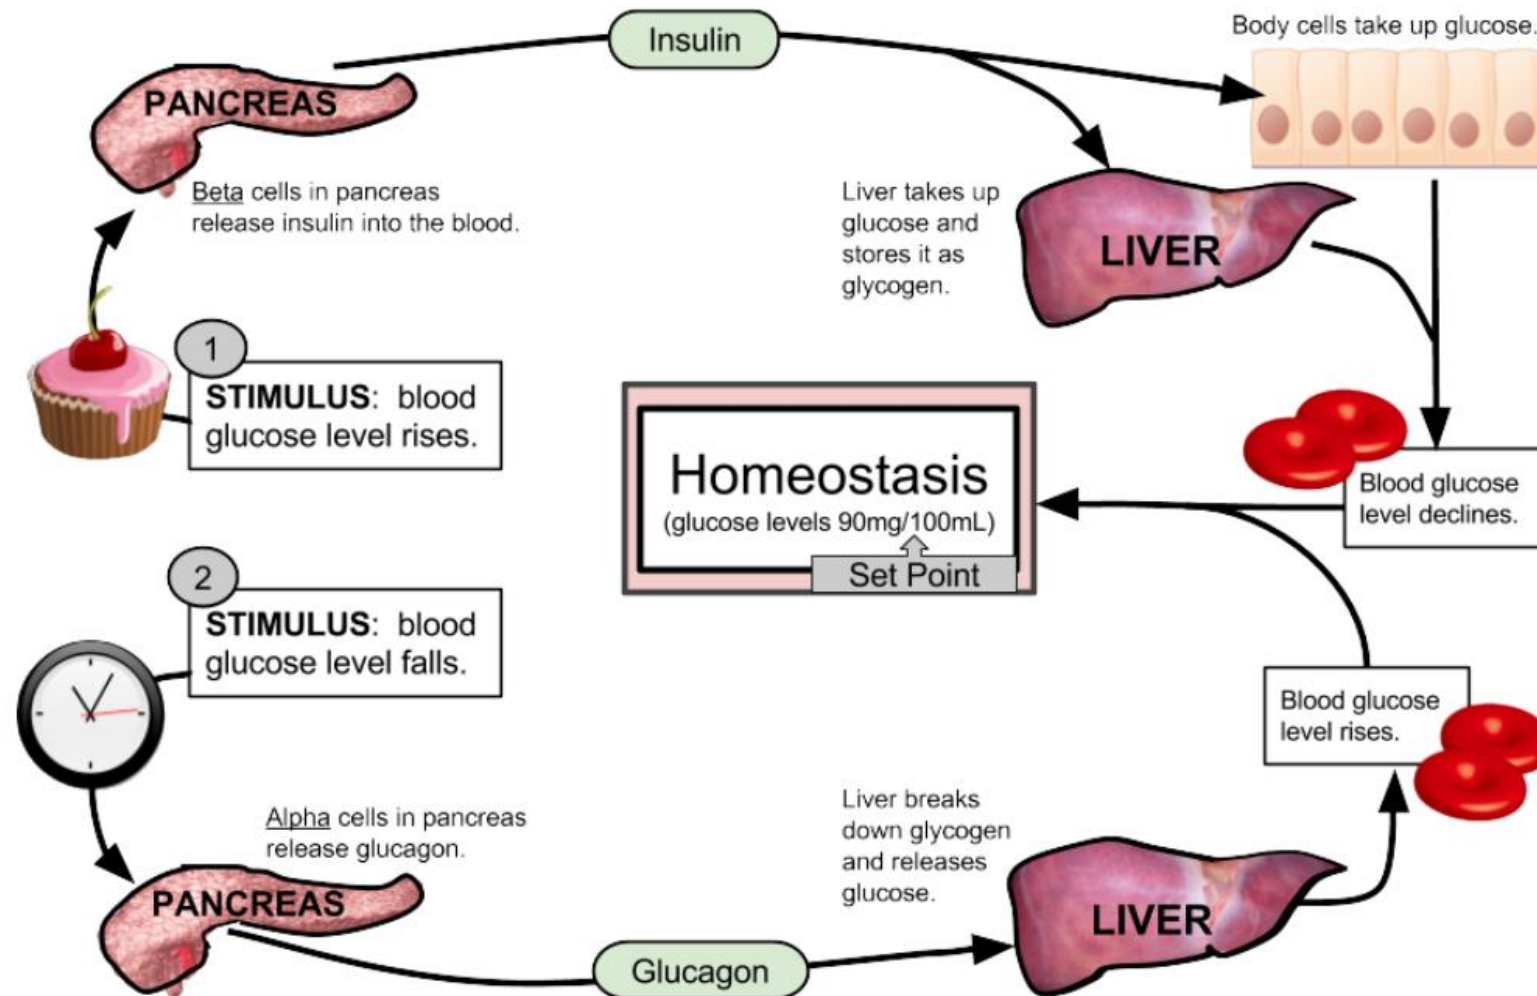 Insulin
Body cells take up glucose.
PANCREAS
Beta cells in pancreas
release insulin into the blood.
Liver takes up
glucose and
stores it as
glycogen.
LIVER
1
STIMULUS: blood
glucose level rises.
Homeostasis
(glucose levels 90mg/100mL)
Set Point
Blood glucose
level declines.
2
STIMULUS: blood
glucose level falls.
Blood glucose
level rises.
Alpha cells in pancreas
release glucagon.
PANCREAS
Liver breaks
down glycogen
and releases
glucose.
LIVER
Glucagon